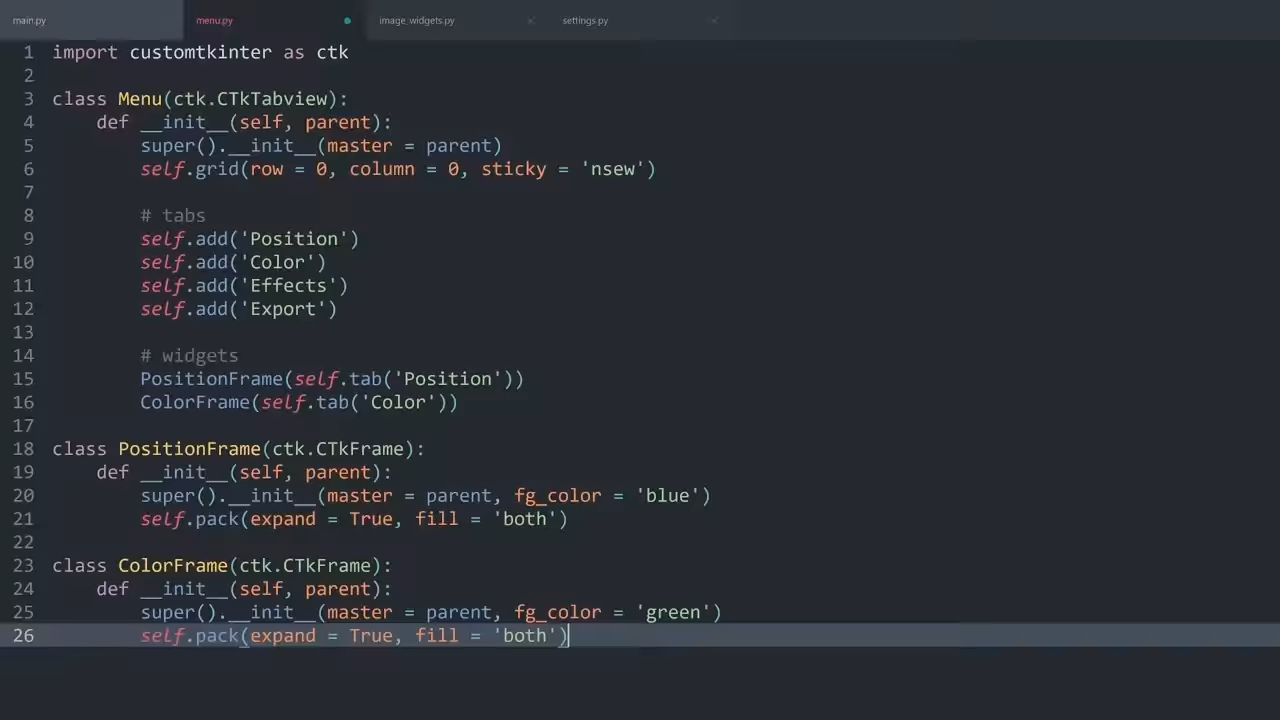 main.py menu.py image_widgets.py × settings.py ×
1 import customtkinter as ctk
2
3 class Menu(ctk.CTkTabview):
4     def __init__(self, parent):
5         super().__init__(master = parent)
6         self.grid(row = 0, column = 0, sticky = 'nsew')
7
8         # tabs
9         self.add('Position')
10         self.add('Color')
11         self.add('Effects')
12         self.add('Export')
13
14         # widgets
15         PositionFrame(self.tab('Position'))
16         ColorFrame(self.tab('Color'))
17
18 class PositionFrame(ctk.CTkFrame):
19     def __init__(self, parent):
20         super().__init__(master = parent, fg_color = 'blue')
21         self.pack(expand = True, fill = 'both')
22
23 class ColorFrame(ctk.CTkFrame):
24     def __init__(self, parent):
25         super().__init__(master = parent, fg_color = 'green')
26         self.pack(expand = True, fill = 'both')